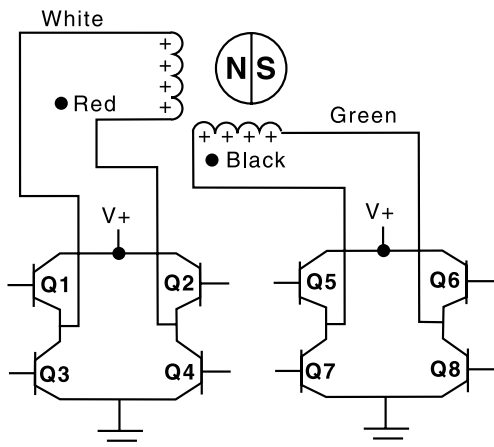 White
+
+
+
+
N S
Red
Green
+ + + +
Black
V+
V+
Q1
Q2
Q5
Q6
Q3
Q4
Q7
Q8